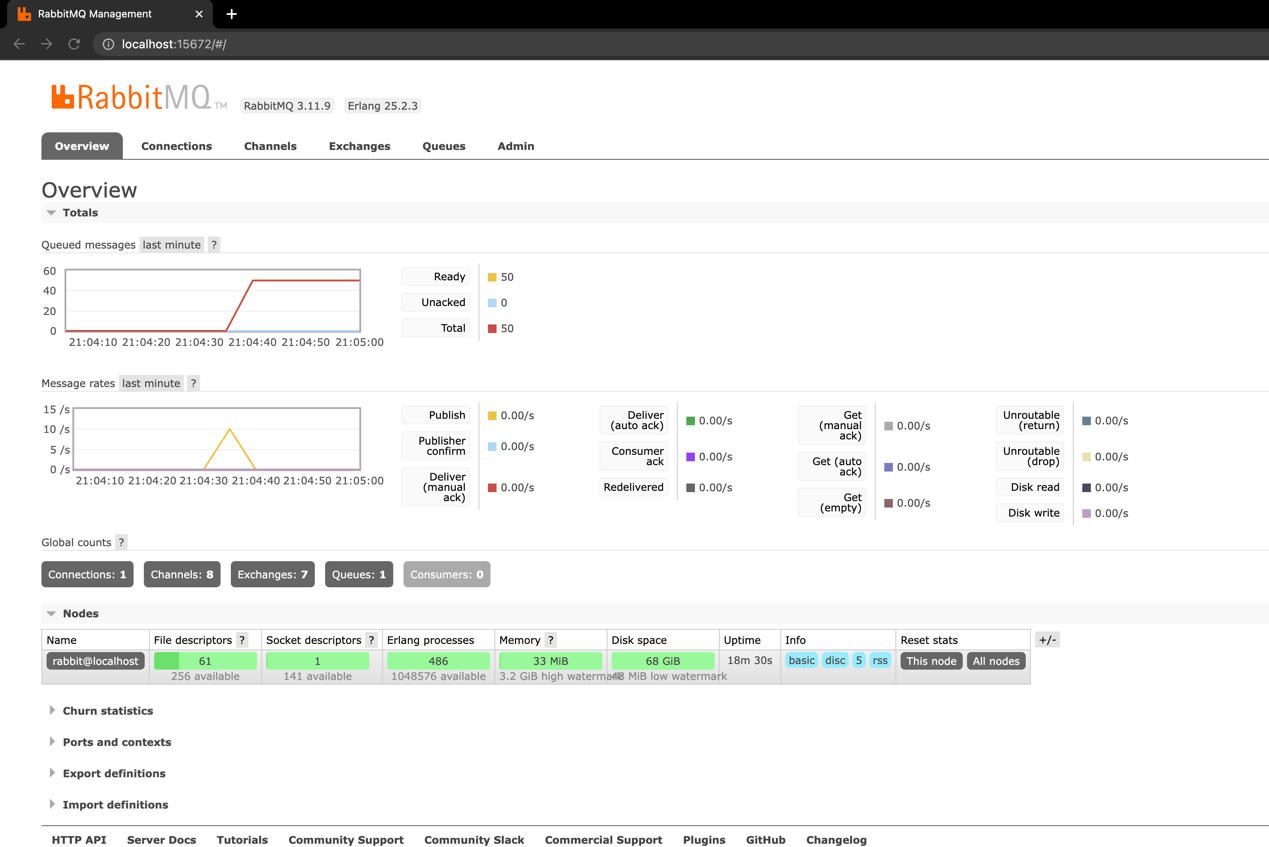 RabbitMQ Management
localhost:15672/#/
RabbitMQ TM RabbitMQ 3.11.9 Erlang 25.2.3
Overview Connections Channels Exchanges Queues Admin
Overview
Totals
Queued messages last minute ?
60
40
20
0
21:04:10 21:04:20 21:04:30 21:04:40 21:04:50 21:05:00
Ready 50
Unacked 0
Total 50
Message rates last minute ?
15 /s
10 /s
5 /s
0 /s
21:04:10 21:04:20 21:04:30 21:04:40 21:04:50 21:05:00
Publish 0.00/s
Publisher
confirm 0.00/s
Deliver
(manual
ack) 0.00/s
Deliver
(auto ack) 0.00/s
Consumer
ack 0.00/s
Redelivered 0.00/s
Get
(manual
ack) 0.00/s
Get (auto
ack) 0.00/s
Get
(empty) 0.00/s
Unroutable
(return) 0.00/s
Unroutable
(drop) 0.00/s
Disk read 0.00/s
Disk write 0.00/s
Global counts ?
Connections: 1 Channels: 8 Exchanges: 7 Queues: 1 Consumers: 0
Nodes
Name File descriptors ? Socket descriptors ? Erlang processes Memory ? Disk space Uptime Info Reset stats +/-
rabbit@localhost 61 1 486 33 MiB 68 GiB 18m 30s basic disc 5 rss This node All nodes
256 available 141 available 1048576 available 3.2 GiB high watermark 48 MiB low watermark
Churn statistics
Ports and contexts
Export definitions
Import definitions
HTTP API Server Docs Tutorials Community Support Community Slack Commercial Support Plugins GitHub Changelog